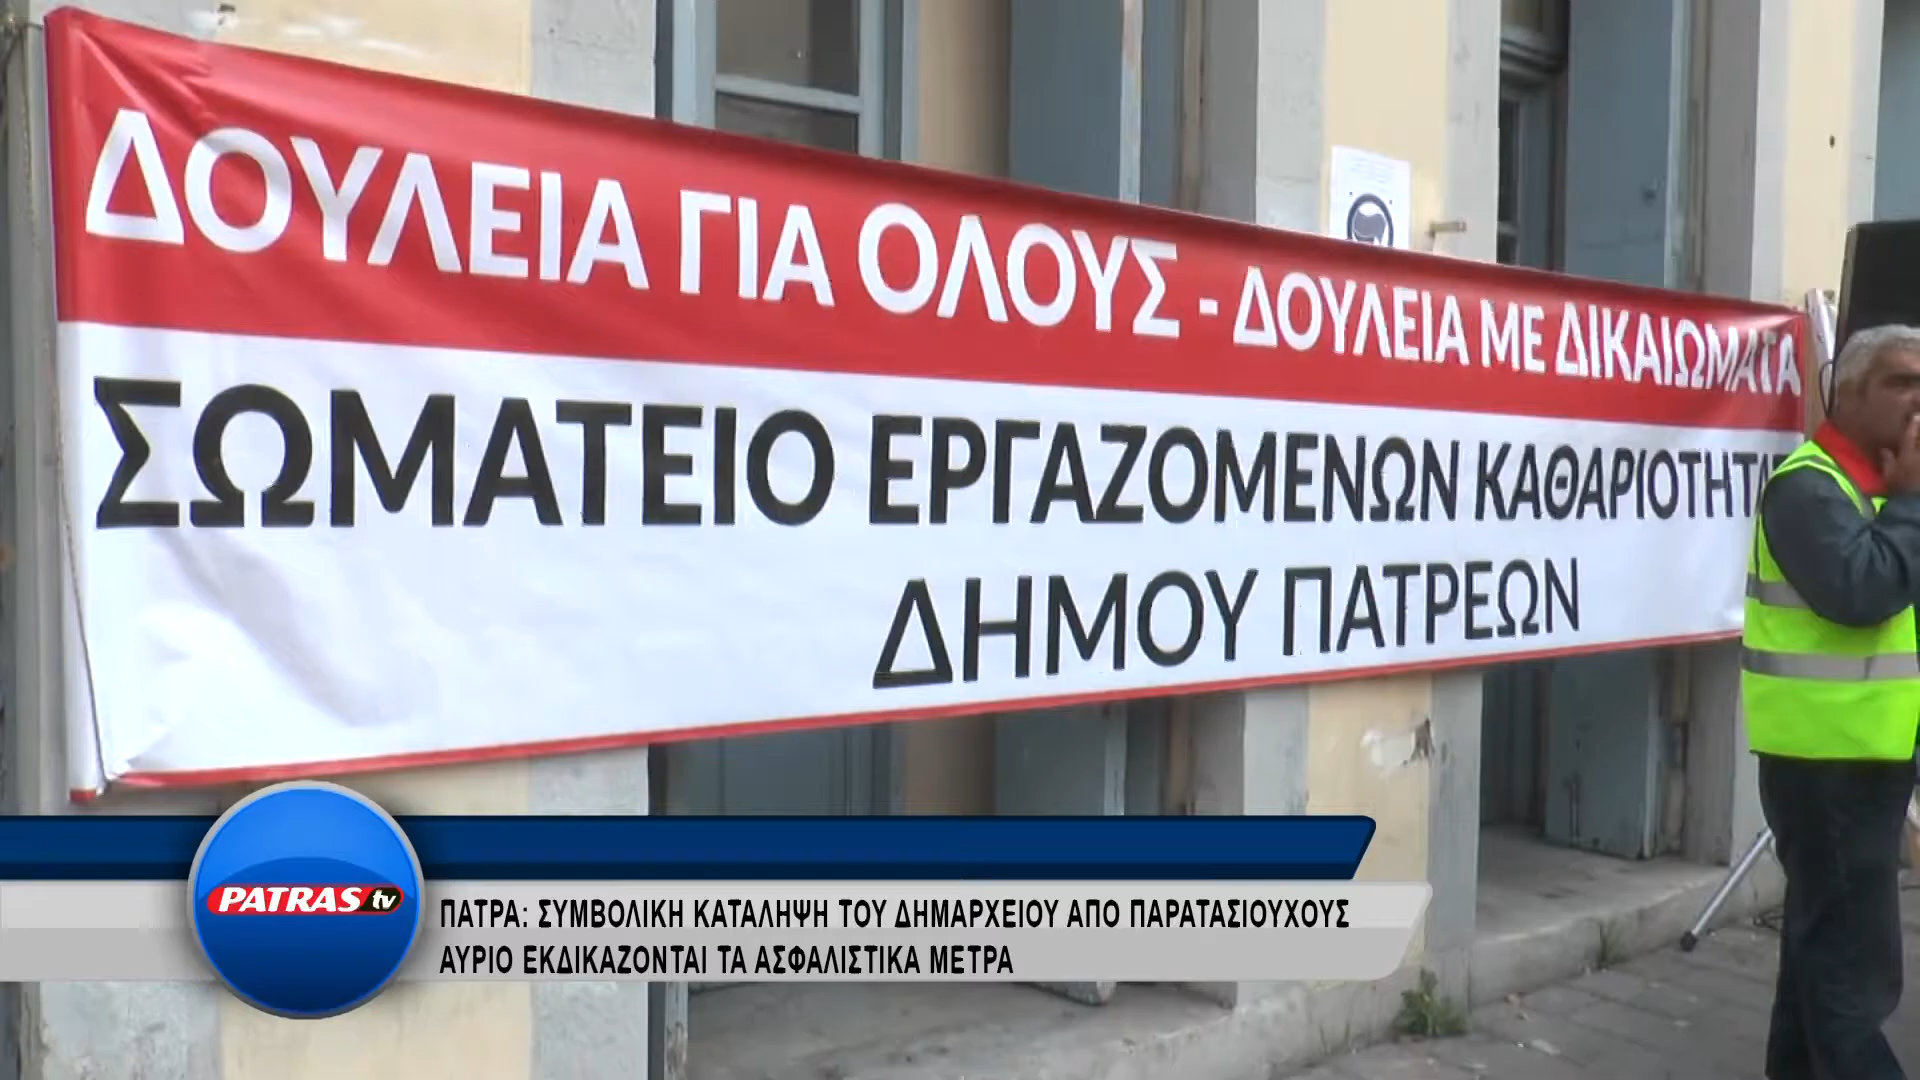 ΔΟΥΛΕΙΑ ΓΙΑ ΟΛΟΥΣ - ΔΟΥΛΕΙΑ ΜΕ ΔΙΚΑΙΩΜΑΤΑ
ΣΩΜΑΤΕΙΟ ΕΡΓΑΖΟΜΕΝΩΝ ΚΑΘΑΡΙΟΤΗΤΑΣ
ΔΗΜΟΥ ΠΑΤΡΕΩΝ
PATRAS tv
ΠΑΤΡΑ: ΣΥΜΒΟΛΙΚΗ ΚΑΤΑΛΗΨΗ ΤΟΥ ΔΗΜΑΡΧΕΙΟΥ ΑΠΟ ΠΑΡΑΤΑΣΙΟΥΧΟΥΣ
ΑΥΡΙΟ ΕΚΔΙΚΑΖΟΝΤΑΙ ΤΑ ΑΣΦΑΛΙΣΤΙΚΑ ΜΕΤΡΑ